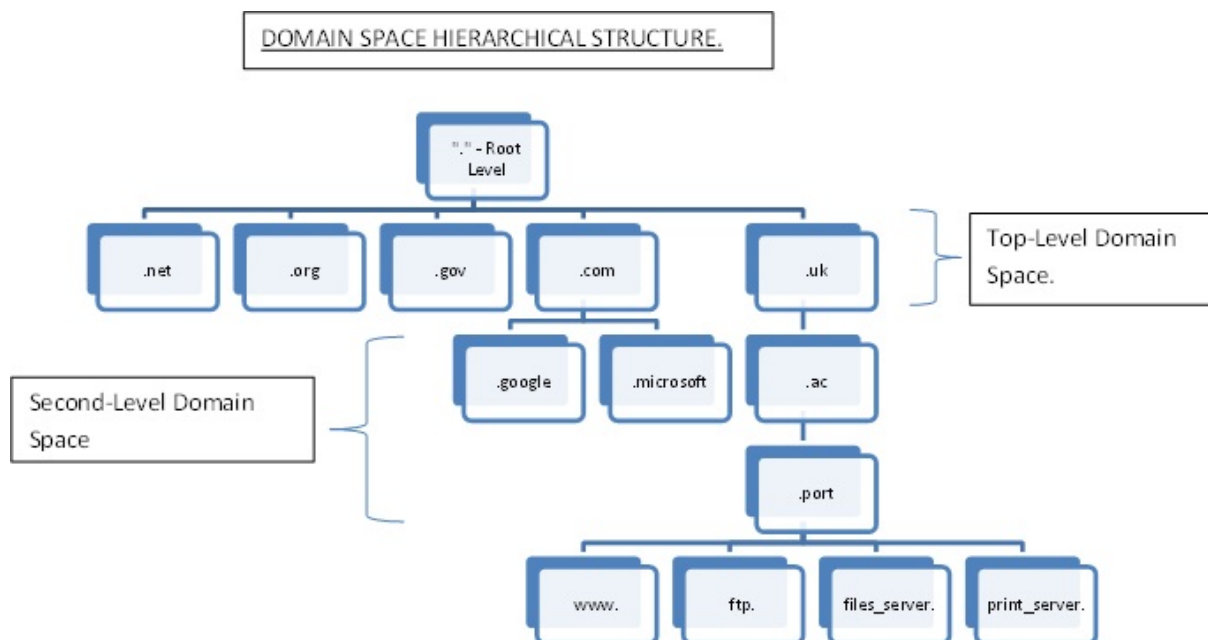 DOMAIN SPACE HIERARCHICAL STRUCTURE.
"." - Root
Level
.net
.org
.gov
.com
.uk
Top-Level Domain
Space.
.google
.microsoft
.ac
Second-Level Domain
Space
.port
www.
ftp.
files_server.
print_server.